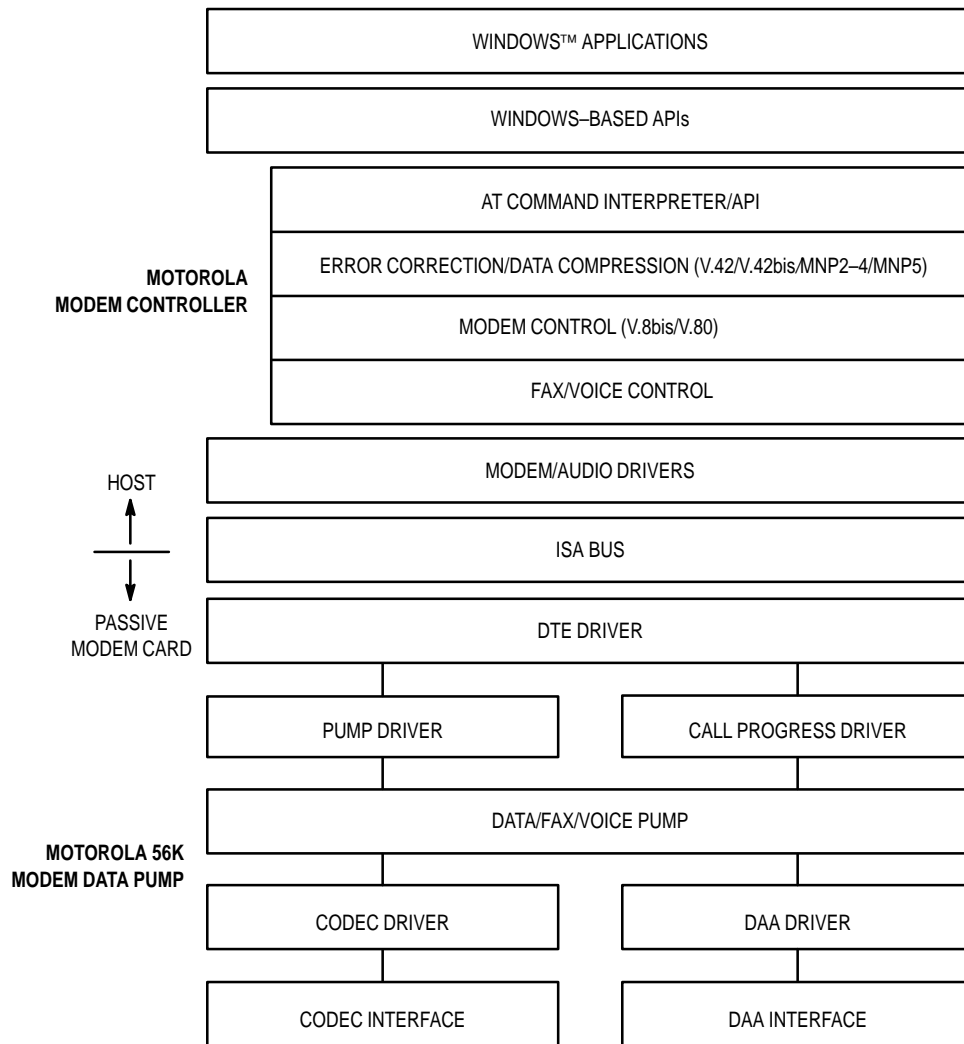 WINDOWS™ APPLICATIONS
WINDOWS–BASED APIs
AT COMMAND INTERPRETER/API
ERROR CORRECTION/DATA COMPRESSION (V.42/V.42bis/MNP2–4/MNP5)
MOTOROLA
MODEM CONTROLLER
MODEM CONTROL (V.8bis/V.80)
FAX/VOICE CONTROL
MODEM/AUDIO DRIVERS
HOST
ISA BUS
PASSIVE
MODEM CARD
DTE DRIVER
PUMP DRIVER
CALL PROGRESS DRIVER
DATA/FAX/VOICE PUMP
MOTOROLA 56K
MODEM DATA PUMP
CODEC DRIVER
DAA DRIVER
CODEC INTERFACE
DAA INTERFACE